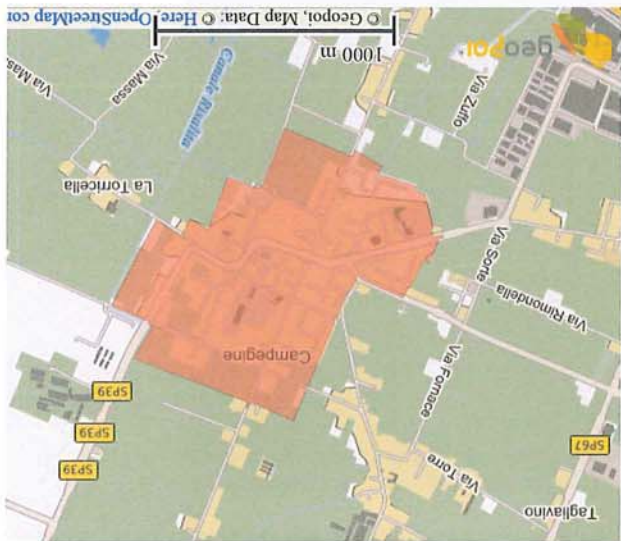 Tagliavino
SP67
Via Torre
SP39
SP39
SP39
Via Fornace
Campegine
Via Rimondella
Via Sorte
La Torricella
Via Zuffo
Canale Risalita
Via Massa
Via Mass
geopoi
1000 m
© Geopoi, Map Data: © Here, OpenStreetMap con